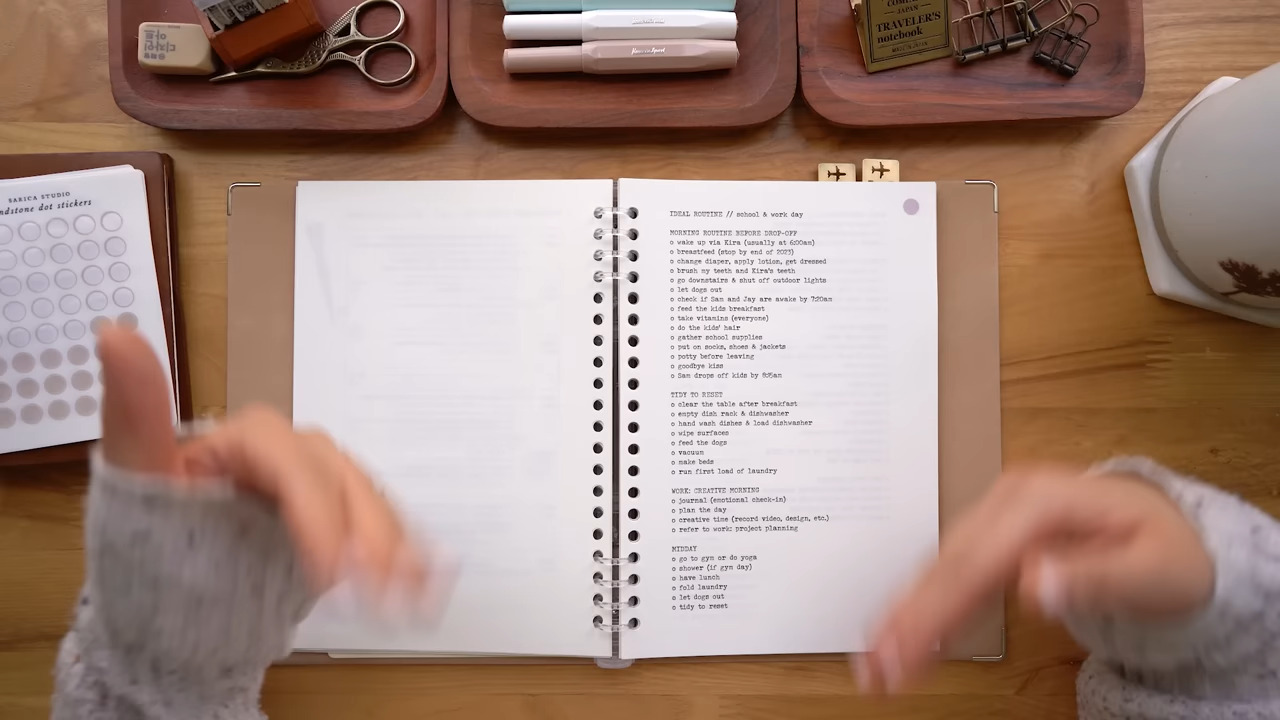 TRAVELER'S
notebook
SARICA STUDIO
ndstone dot stickers
IDEAL ROUTINE // school & work day
MORNING ROUTINE BEFORE DROP-OFF
o wake up via Kira (usually at 6:00am)
o breastfeed (stop by end of 2023)
o change diaper, apply lotion, get dressed
o brush my teeth and Kira's teeth
o go downstairs & shut off outdoor lights
o let dogs out
o check if Sam and Jay are awake by 7:20am
o feed the kids breakfast
o take vitamins (everyone)
o do the kids' hair
o gather school supplies
o put on socks, shoes & jackets
o potty before leaving
o goodbye kiss
o Sam drops off kids by 8:25am
TIDY TO RESET
o clear the table after breakfast
o empty dish rack & dishwasher
o hand wash dishes & load dishwasher
o wipe surfaces
o feed the dogs
o vacuum
o make beds
o run first load of laundry
WORK: CREATIVE MORNING
o journal (emotional check-in)
o plan the day
o creative time (record video, design, etc.)
o refer to work: project planning
MIDDAY
o go to gym or do yoga
o shower (if gym day)
o have lunch
o fold laundry
o let dogs out
o tidy to reset